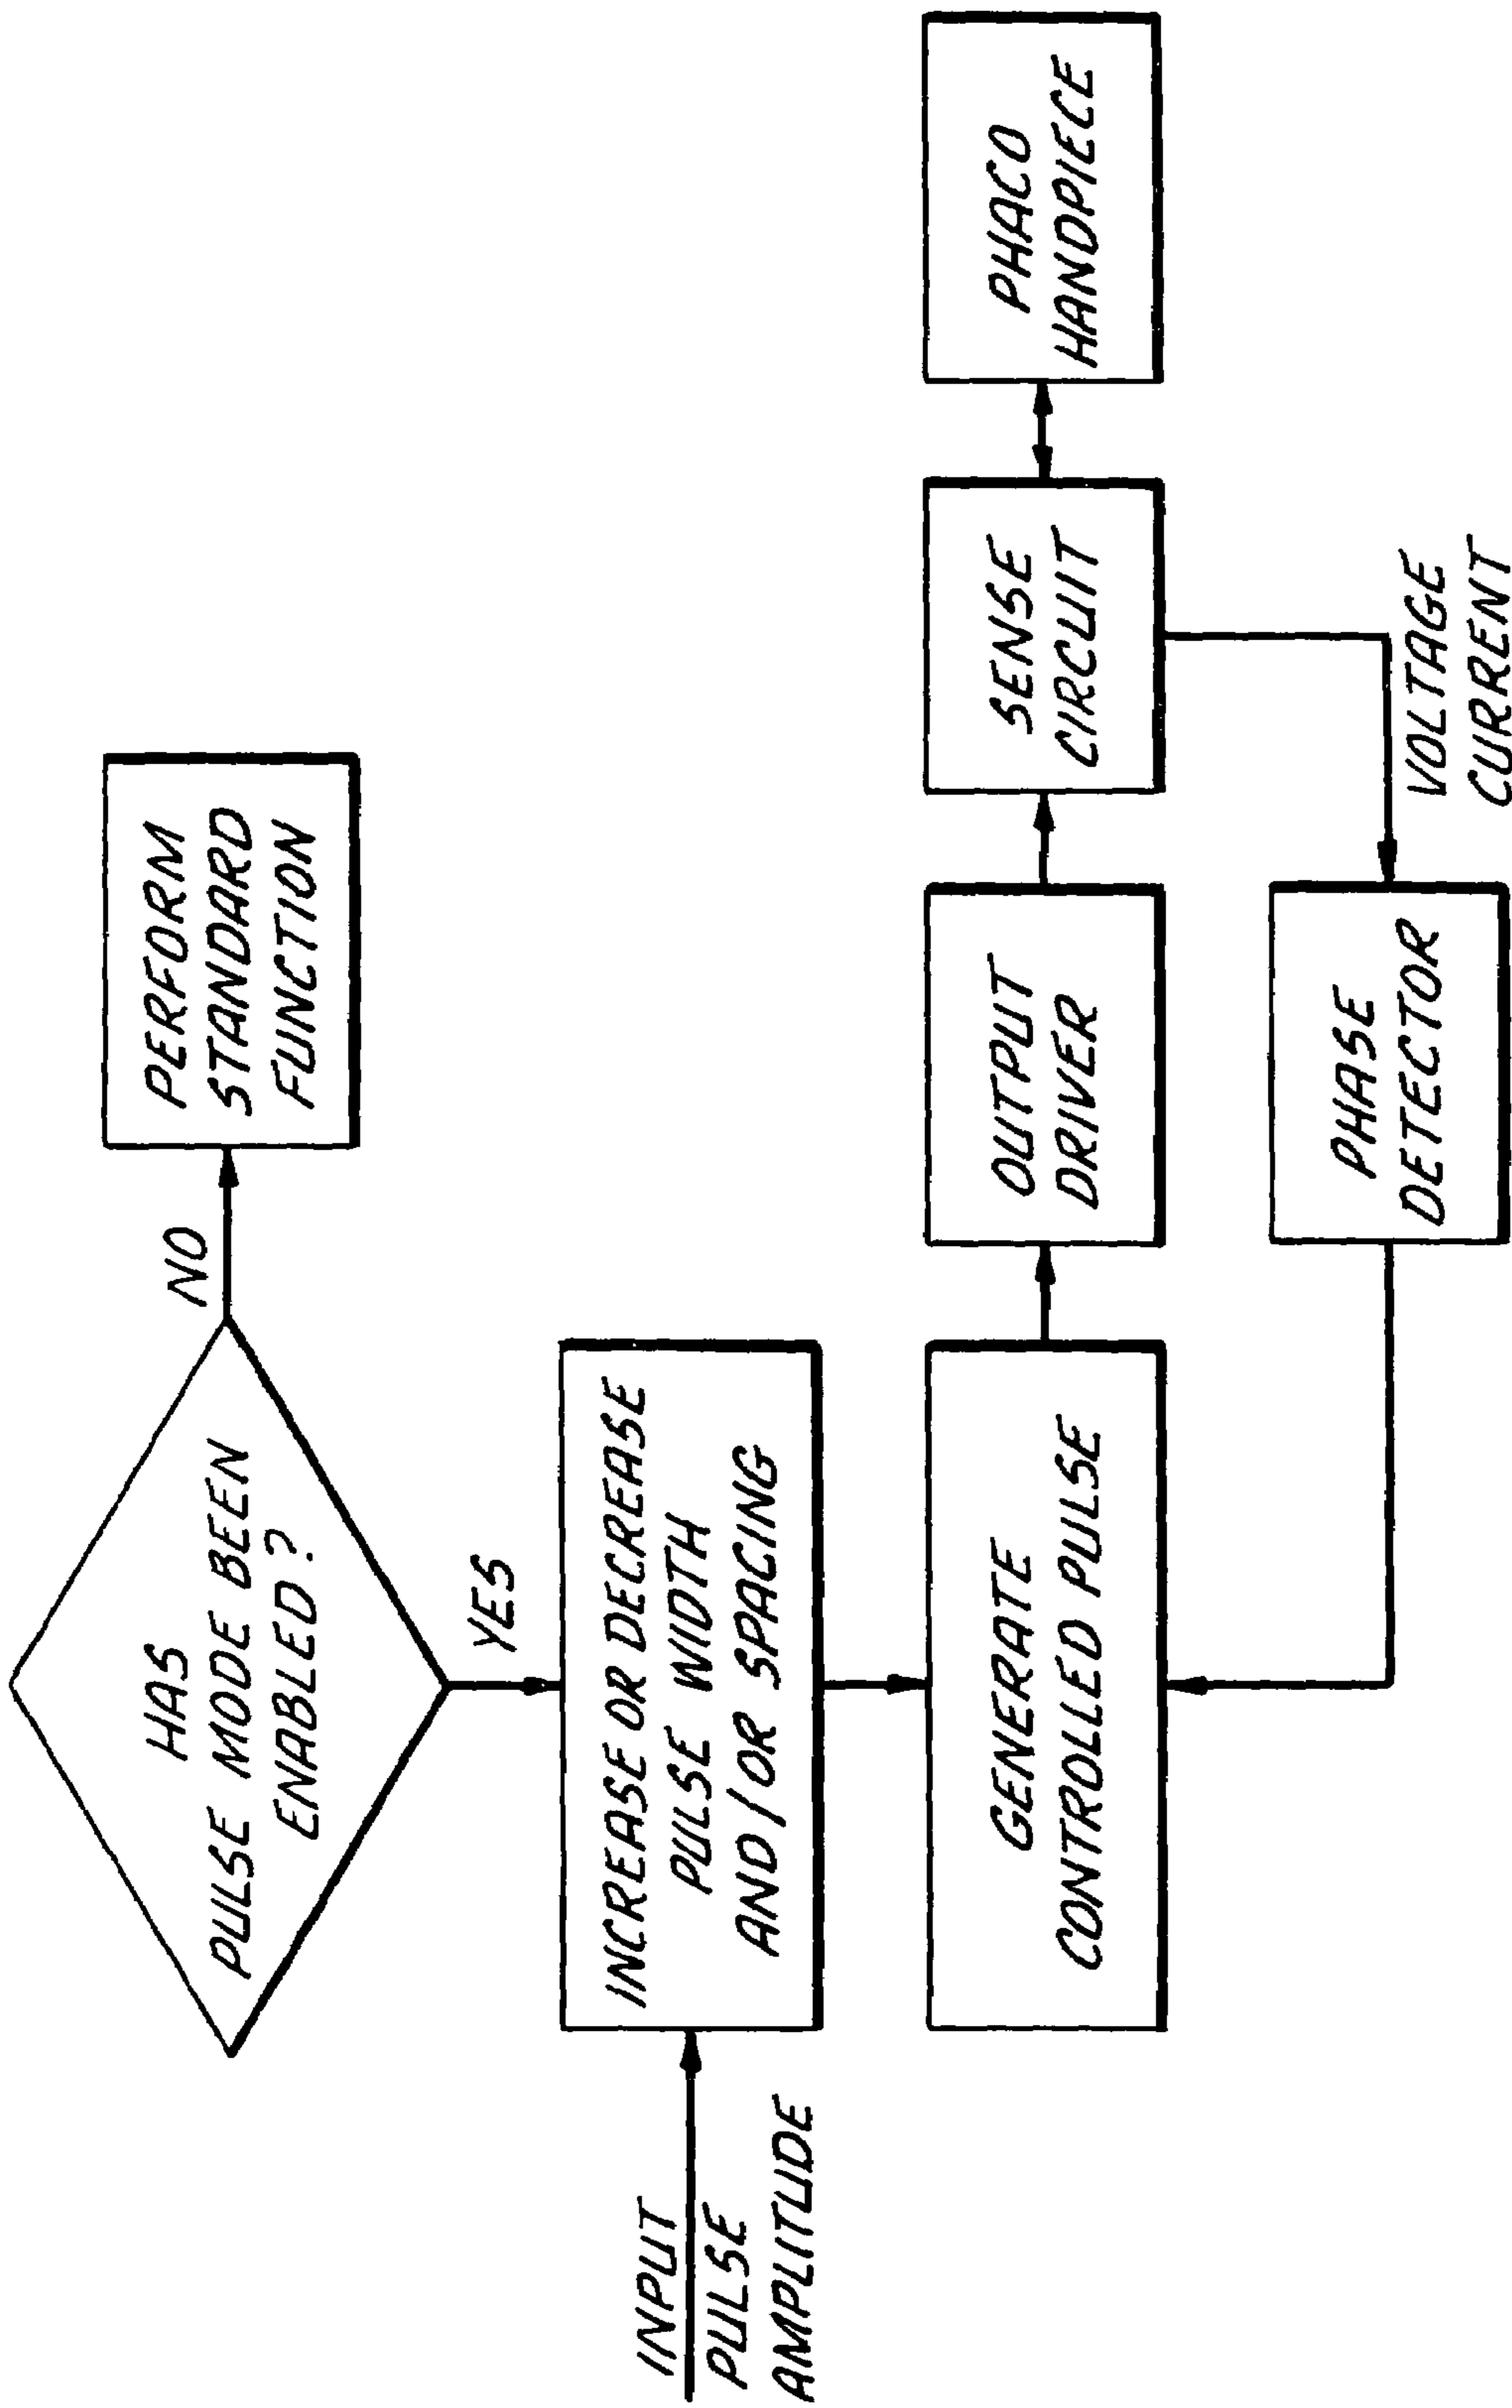 HAS
PULSE MODE BEEN
ENABLED?
NO
PERFORM
STANDARD
FUNCTION
YES
INPUT
PULSE
AMPLITUDE
INCREASE OR DECREASE
PULSE WIDTH
AND/OR SPACING
GENERATE
CONTROLLED PULSE
OUTPUT
DRIVER
SENSE
CIRCUIT
PHACO
HANDPIECE
PHASE
DETECTOR
VOLTAGE
CURRENT